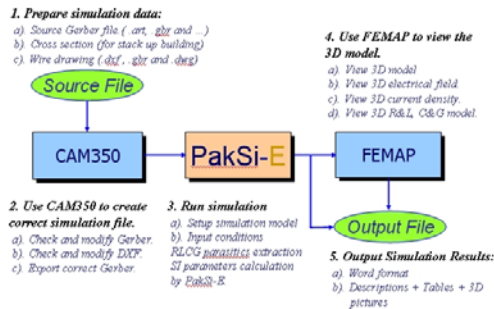 1. Prepare simulation data:
a). Source Gerber file (.art, .gbr and ...)
b). Cross section (for stack up building)
c). Wire drawing (.dxf, .gbr and .dwg)
Source File
CAM350
2. Use CAM350 to create
correct simulation file.
a). Check and modify Gerber.
b). Check and modify DXF.
c). Export correct Gerber.
PakSi-E
3. Run simulation
a). Setup simulation model
b). Input conditions
RLCG parasitics extraction
SI parameters calculation
by PakSi-E
4. Use FEMAP to view the
3D model.
a). View 3D model
b). View 3D electrical field.
c). View 3D current density.
d). View 3D R&L, C&G model.
FEMAP
Output File
5. Output Simulation Results:
a). Word format
b). Descriptions + Tables + 3D
pictures